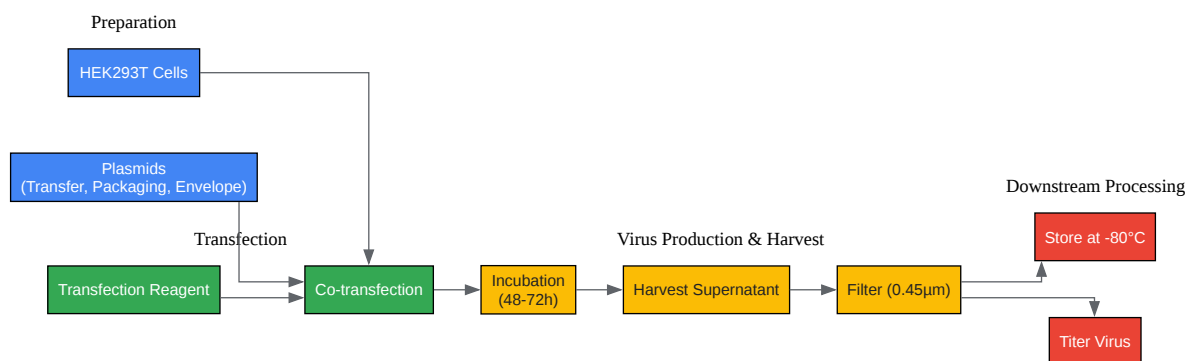 Preparation
HEK293T Cells
Plasmids
(Transfer, Packaging, Envelope)
Transfection
Transfection Reagent
Co-transfection
Virus Production & Harvest
Incubation
(48-72h)
Harvest Supernatant
Filter (0.45µm)
Downstream Processing
Store at -80°C
Titer Virus